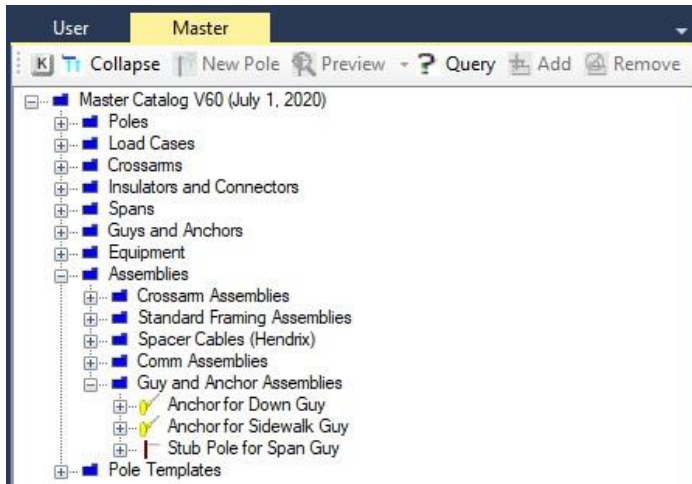 User Master
K Tt Collapse New Pole Preview ? Query Add Remove
Master Catalog V60 (July 1, 2020)
Poles
Load Cases
Crossarms
Insulators and Connectors
Spans
Guys and Anchors
Equipment
Assemblies
Crossarm Assemblies
Standard Framing Assemblies
Spacer Cables (Hendrix)
Comm Assemblies
Guy and Anchor Assemblies
Anchor for Down Guy
Anchor for Sidewalk Guy
Stub Pole for Span Guy
Pole Templates